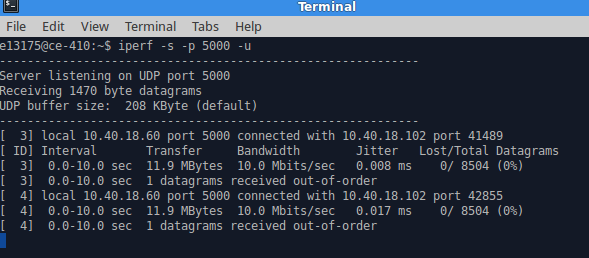 Terminal
File Edit View Terminal Tabs Help
e13175@ce-410:~$ iperf -s -p 5000 -u
------------------------------------------------------------
Server listening on UDP port 5000
Receiving 1470 byte datagrams
UDP buffer size:  208 KByte (default)
------------------------------------------------------------
[  3] local 10.40.18.60 port 5000 connected with 10.40.18.102 port 41489
[ ID] Interval       Transfer     Bandwidth        Jitter   Lost/Total Datagrams
[  3]  0.0-10.0 sec  11.9 MBytes  10.0 Mbits/sec   0.008 ms    0/ 8504 (0%)
[  3]  0.0-10.0 sec  1 datagrams received out-of-order
[  4] local 10.40.18.60 port 5000 connected with 10.40.18.102 port 42855
[  4]  0.0-10.0 sec  11.9 MBytes  10.0 Mbits/sec   0.017 ms    0/ 8504 (0%)
[  4]  0.0-10.0 sec  1 datagrams received out-of-order